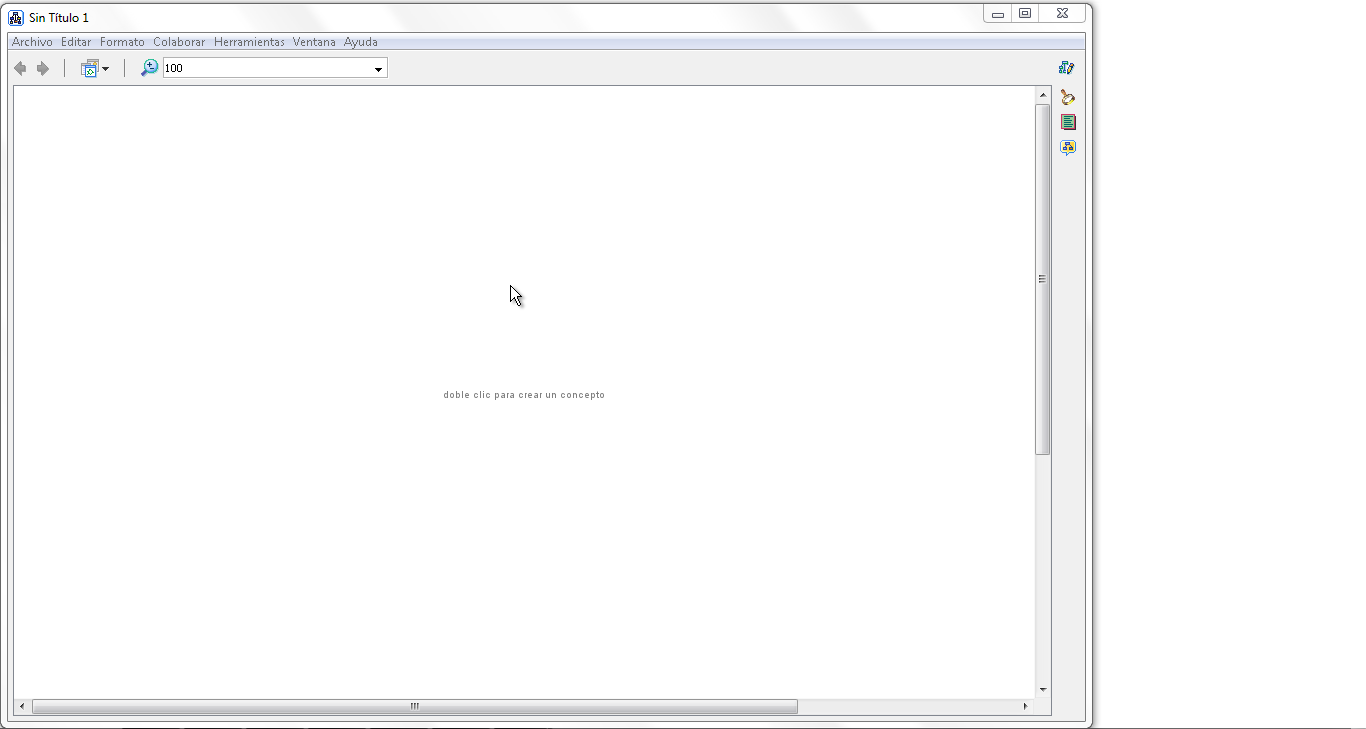 Sin Título 1
Archivo Editar Formato Colaborar Herramientas Ventana Ayuda
100
doble clic para crear un concepto